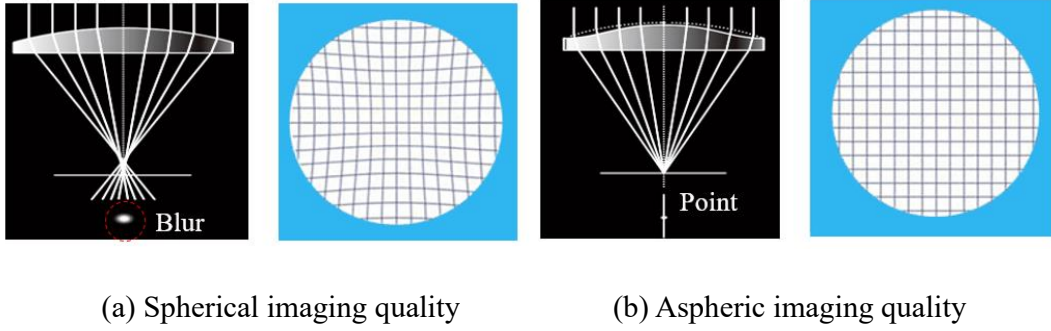 Blur
Point
(a) Spherical imaging quality
(b) Aspheric imaging quality